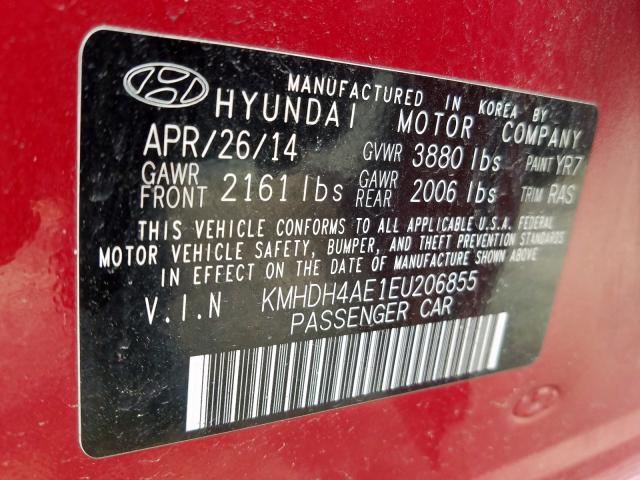 MANUFACTURED IN KOREA BY
HYUNDAI MOTOR COMPANY
APR/26/14 GVWR 3880 lbs PAINT YR7
GAWR FRONT 2161 lbs GAWR REAR 2006 lbs TRIM RAS
THIS VEHICLE CONFORMS TO ALL APPLICABLE U.S.A. FEDERAL
MOTOR VEHICLE SAFETY, BUMPER, AND THEFT PREVENTION STANDARDS
IN EFFECT ON THE DATE OF MANUFACTURE SHOWN ABOVE
V.I.N KMHDH4AE1EU206855
PASSENGER CAR